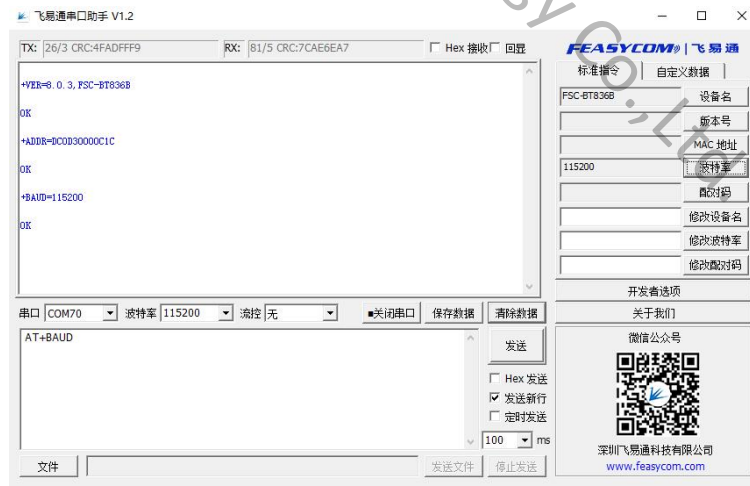 飞易通串口助手 V1.2
TX: 26/3 CRC:4FADFFF9
RX: 81/5 CRC:7CAE6EA7
Hex 接收
回显
FEASYCOM | 飞易通
标准指令
自定义数据
+VER=8.0.3,FSC-BT836B
OK
+ADDR=DC0D30000C1C
OK
+BAUD=115200
OK
FSC-BT836B
设备名
版本号
MAC 地址
115200
波特率
配对码
修改设备名
修改波特率
修改配对码
开发者选项
关于我们
串口 COM70
波特率 115200
流控 无
■关闭串口
保存数据
清除数据
AT+BAUD
发送
Hex 发送
发送新行
定时发送
100 ms
文件
发送文件
停止发送
微信公众号
深圳飞易通科技有限公司
www.feasycom.com
Co.,Ltd.